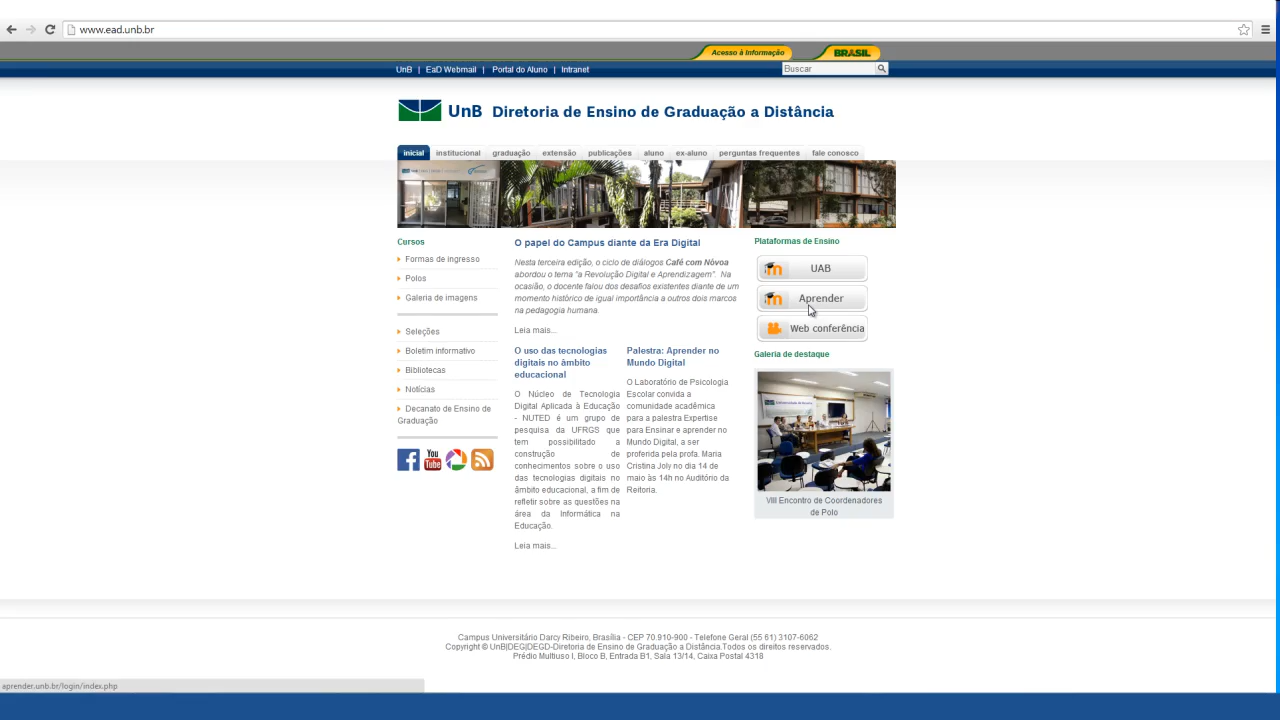 www.ead.unb.br
Acesso à Informação
BRASIL
UnB | EaD Webmail | Portal do Aluno | Intranet
Buscar
UnB Diretoria de Ensino de Graduação a Distância
inicial institucional graduação extensão publicações aluno ex-aluno perguntas frequentes fale conosco
Cursos
Formas de ingresso
Polos
Galeria de imagens
Seleções
Boletim informativo
Bibliotecas
Notícias
Decanato de Ensino de
Graduação
You
Tube
O papel do Campus diante da Era Digital
Nesta terceira edição, o ciclo de diálogos Café com Nóvoa
abordou o tema "a Revolução Digital e Aprendizagem". Na
ocasião, o docente falou dos desafios existentes diante de um
momento histórico de igual importância a outros dois marcos
na pedagogia humana.
Leia mais...
O uso das tecnologias
digitais no âmbito
educacional
O Núcleo de Tecnologia
Digital Aplicada à Educação
- NUTED é um grupo de
pesquisa da UFRGS que
tem possibilitado a
construção de
conhecimentos sobre o uso
das tecnologias digitais no
âmbito educacional, a fim de
refletir sobre as questões na
área da Informática na
Educação.
Leia mais...
Palestra: Aprender no
Mundo Digital
O Laboratório de Psicologia
Escolar convida a
comunidade acadêmica
para a palestra Expertise
para Ensinar e aprender no
Mundo Digital, a ser
proferida pela profa. Maria
Cristina Joly no dia 14 de
maio às 14h no Auditório da
Reitoria.
Plataformas de Ensino
UAB
Aprender
Web conferência
Galeria de destaque
VIII Encontro de Coordenadores
de Polo
Campus Universitário Darcy Ribeiro, Brasília - CEP 70.910-900 - Telefone Geral (55 61) 3107-6062
Copyright © UnB|DEG|DEGD-Diretoria de Ensino de Graduação a Distância.Todos os direitos reservados.
Prédio Multiuso I, Bloco B, Entrada B1, Sala 13/14, Caixa Postal 4318
aprender.unb.br/login/index.php